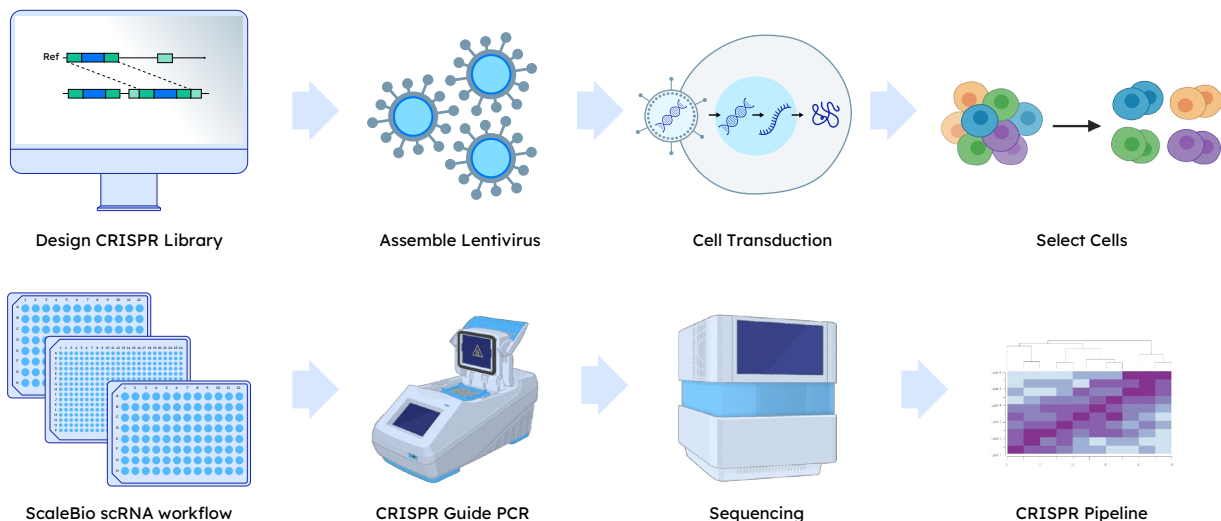 Ref
Design CRISPR Library
Assemble Lentivirus
Cell Transduction
Select Cells
ScaleBio scRNA workflow
CRISPR Guide PCR
Sequencing
CRISPR Pipeline